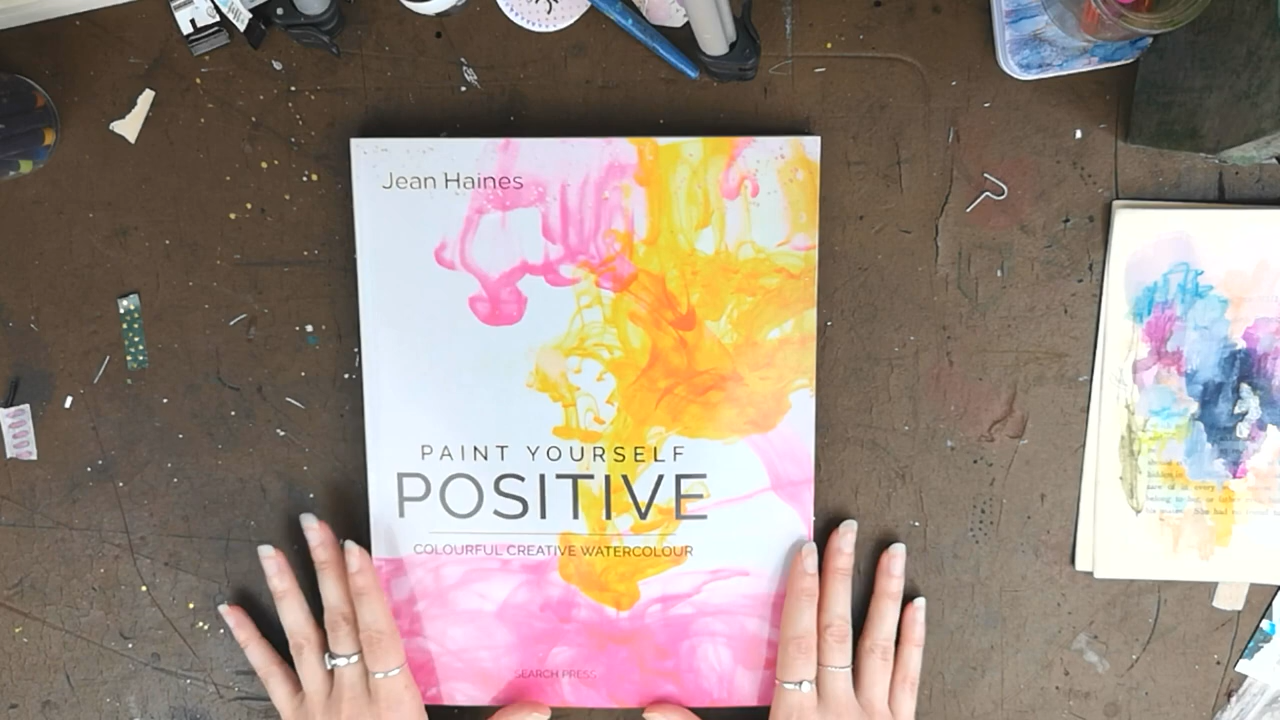 Jean Haines
PAINT YOURSELF
POSITIVE
COLOURFUL CREATIVE WATERCOLOUR
SEARCH PRESS